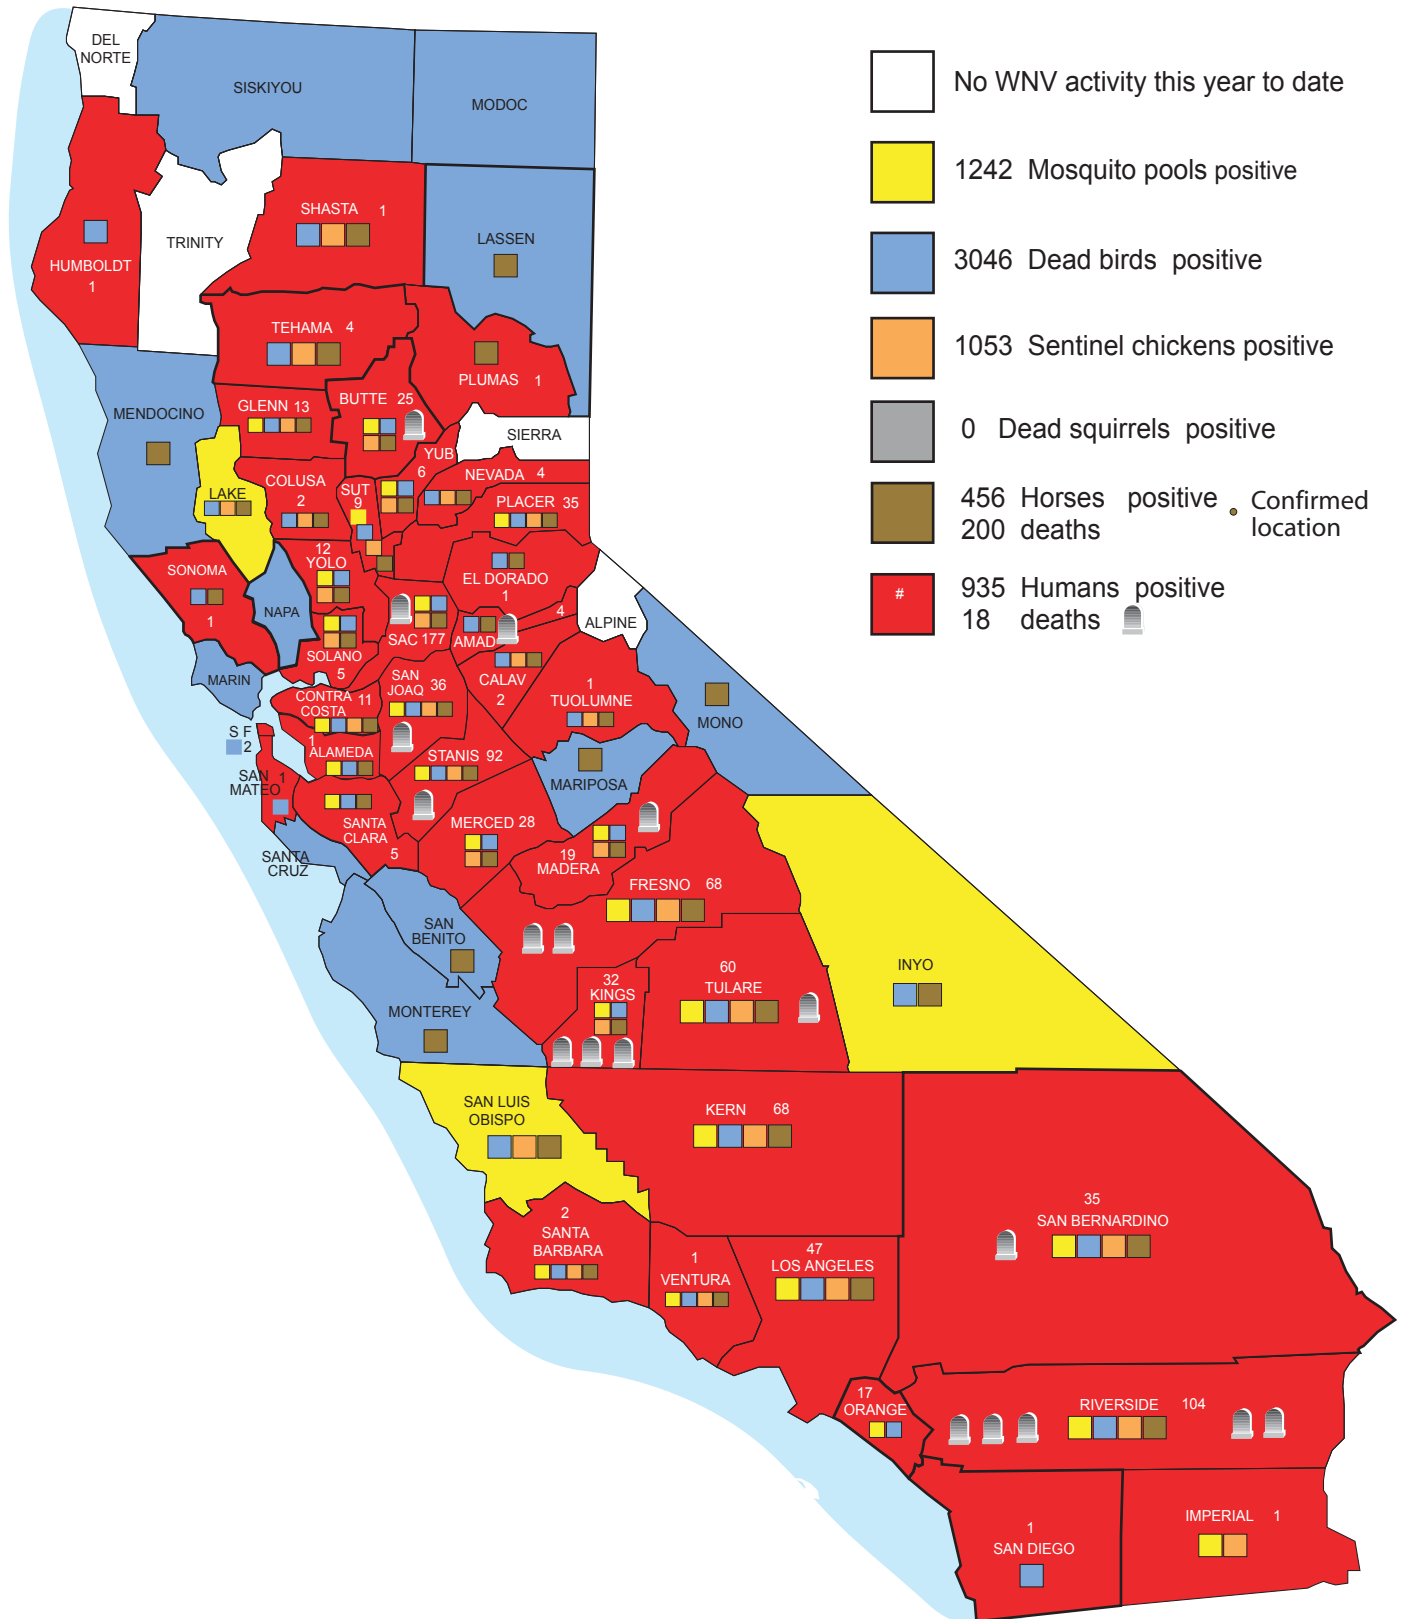 DEL
NORTE
SISKIYOU
MODOC
No WNV activity this year to date
1242 Mosquito pools positive
3046 Dead birds positive
1053 Sentinel chickens positive
0 Dead squirrels positive
456 Horses positive
200 deaths
Confirmed
location
#
935 Humans positive
18 deaths
SHASTA 1
TRINITY
LASSEN
HUMBOLDT
1
TEHAMA 4
PLUMAS 1
MENDOCINO
GLENN 13
BUTTE 25
SIERRA
YUB
6
NEVADA 4
LAKE
COLUSA
2
SUT
9
PLACER 35
SONOMA
1
NAPA
12
YOLO
EL DORADO
1
4
ALPINE
SAC 177
AMAD
SOLANO
5
MARIN
CONTRA 11
COSTA
SAN
JOAQ 36
CALAV
2
1
TUOLUMNE
MONO
S F
2
1
ALAMEDA
STANIS 92
MARIPOSA
SAN 1
MATEO
SANTA
CLARA
5
MERCED 28
19
MADERA
SANTA
CRUZ
FRESNO 68
SAN
BENITO
MONTEREY
32
KINGS
60
TULARE
INYO
SAN LUIS
OBISPO
KERN 68
2
SANTA
BARBARA
1
VENTURA
47
LOS ANGELES
35
SAN BERNARDINO
17
ORANGE
RIVERSIDE 104
1
SAN DIEGO
IMPERIAL 1